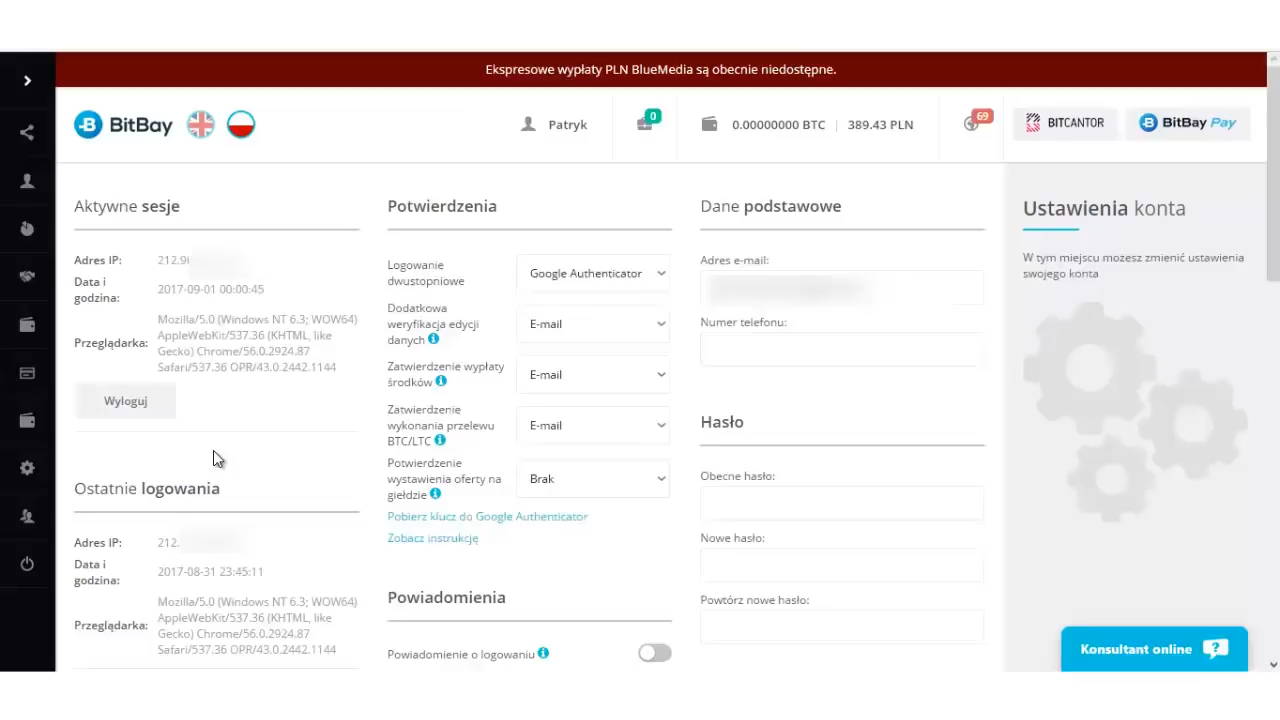 Ekspresowe wypłaty PLN BlueMedia są obecnie niedostępne.
BitBay
Patryk
0
0.00000000 BTC
389.43 PLN
69
BITCANTOR
BitBay Pay
Aktywne sesje
Adres IP:
212.9
Data i
godzina:
2017-09-01 00:00:45
Przeglądarka:
Mozilla/5.0 (Windows NT 6.3; WOW64)
AppleWebKit/537.36 (KHTML, like
Gecko) Chrome/56.0.2924.87
Safari/537.36 OPR/43.0.2442.1144
Wyloguj
Ostatnie logowania
Adres IP:
212.
Data i
godzina:
2017-08-31 23:45:11
Przeglądarka:
Mozilla/5.0 (Windows NT 6.3; WOW64)
AppleWebKit/537.36 (KHTML, like
Gecko) Chrome/56.0.2924.87
Safari/537.36 OPR/43.0.2442.1144
Potwierdzenia
Logowanie
dwustopniowe
Google Authenticator
Dodatkowa
weryfikacja edycji
danych
E-mail
Zatwierdzenie wypłaty
środków
E-mail
Zatwierdzenie
wykonania przelewu
BTC/LTC
E-mail
Potwierdzenie
wystawienia oferty na
giełdzie
Brak
Pobierz klucz do Google Authenticator
Zobacz instrukcję
Powiadomienia
Powiadomienie o logowaniu
Dane podstawowe
Adres e-mail:
Numer telefonu:
Hasło
Obecne hasło:
Nowe hasło:
Powtórz nowe hasło:
Ustawienia konta
W tym miejscu możesz zmienić ustawienia
swojego konta
Konsultant online